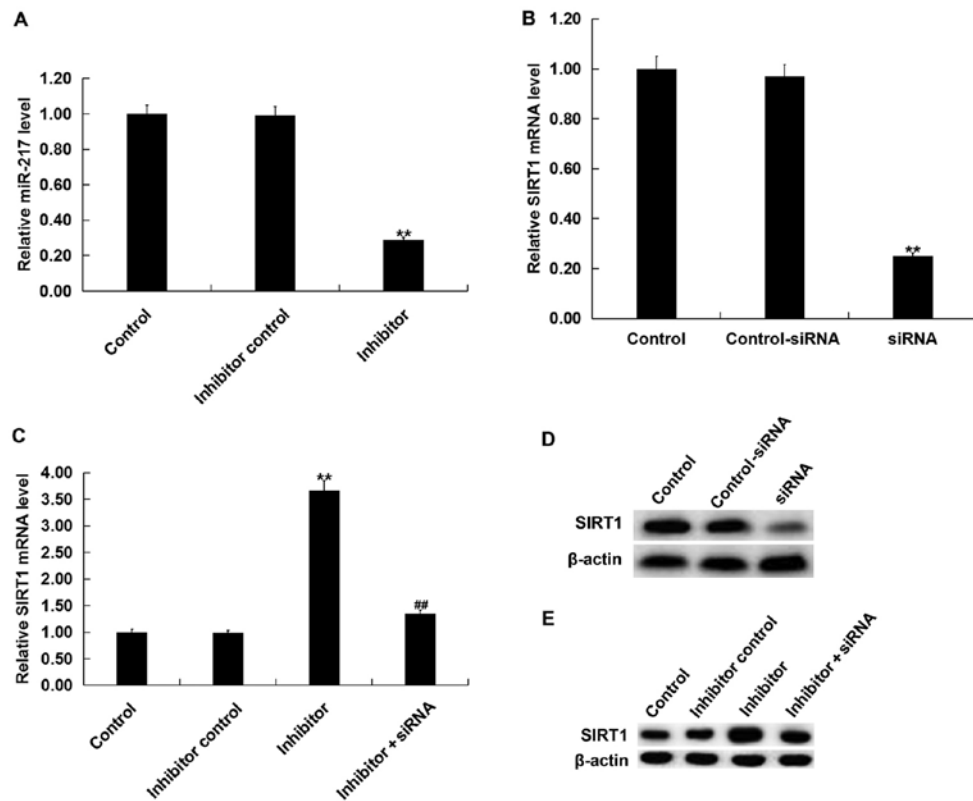 A
Relative miR-217 level
1.20
1.00
0.80
0.60
0.40
0.20
0.00
**
Control
Inhibitor control
Inhibitor
B
Relative SIRT1 mRNA level
1.20
1.00
0.80
0.60
0.40
0.20
0.00
**
Control
Control-siRNA
siRNA
C
Relative SIRT1 mRNA level
4.00
3.50
3.00
2.50
2.00
1.50
1.00
0.50
0.00
**
##
Control
Inhibitor control
Inhibitor
Inhibitor + siRNA
D
Control
Control-siRNA
siRNA
SIRT1
β-actin
E
Control
Inhibitor control
Inhibitor
Inhibitor + siRNA
SIRT1
β-actin